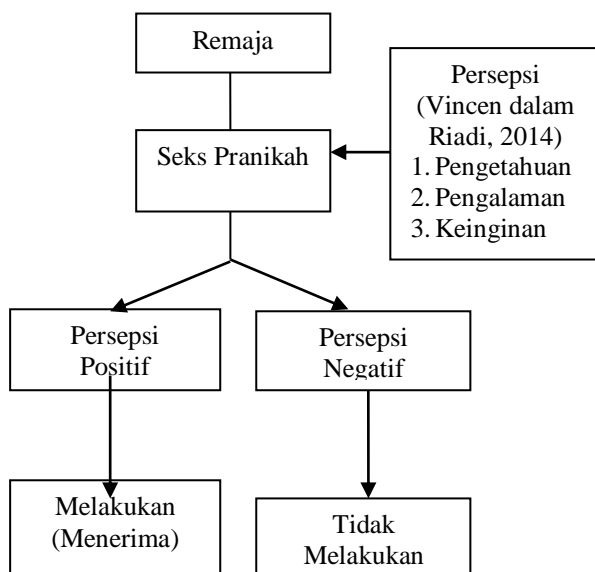 Remaja
Persepsi
(Vincen dalam
Riadi, 2014)
1. Pengetahuan
2. Pengalaman
3. Keinginan
Seks Pranikah
Persepsi
Positif
Persepsi
Negatif
Melakukan
(Menerima)
Tidak
Melakukan